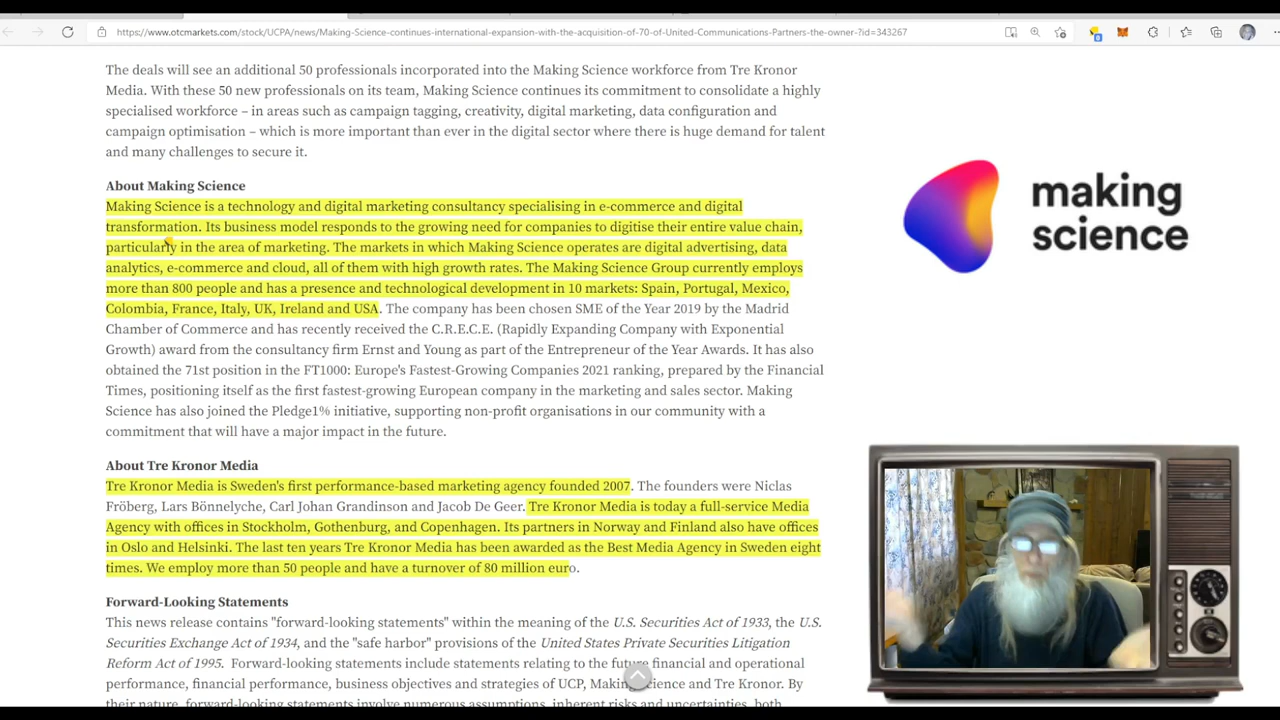 https://www.otcmarkets.com/stock/UCPA/news/Making-Science-continues-international-expansion-with-the-acquisition-of-70-of-United-Communications-Partners-the-owner-?id=343267
The deals will see an additional 50 professionals incorporated into the Making Science workforce from Tre Kronor
Media. With these 50 new professionals on its team, Making Science continues its commitment to consolidate a highly
specialised workforce – in areas such as campaign tagging, creativity, digital marketing, data configuration and
campaign optimisation – which is more important than ever in the digital sector where there is huge demand for talent
and many challenges to secure it.
About Making Science
Making Science is a technology and digital marketing consultancy specialising in e-commerce and digital
transformation. Its business model responds to the growing need for companies to digitise their entire value chain,
particularly in the area of marketing. The markets in which Making Science operates are digital advertising, data
analytics, e-commerce and cloud, all of them with high growth rates. The Making Science Group currently employs
more than 800 people and has a presence and technological development in 10 markets: Spain, Portugal, Mexico,
Colombia, France, Italy, UK, Ireland and USA. The company has been chosen SME of the Year 2019 by the Madrid
Chamber of Commerce and has recently received the C.R.E.C.E. (Rapidly Expanding Company with Exponential
Growth) award from the consultancy firm Ernst and Young as part of the Entrepreneur of the Year Awards. It has also
obtained the 71st position in the FT1000: Europe's Fastest-Growing Companies 2021 ranking, prepared by the Financial
Times, positioning itself as the first fastest-growing European company in the marketing and sales sector. Making
Science has also joined the Pledge1% initiative, supporting non-profit organisations in our community with a
commitment that will have a major impact in the future.
About Tre Kronor Media
Tre Kronor Media is Sweden's first performance-based marketing agency founded 2007. The founders were Niclas
Fröberg, Lars Bönnelyche, Carl Johan Grandinson and Jacob De Geer. Tre Kronor Media is today a full-service Media
Agency with offices in Stockholm, Gothenburg, and Copenhagen. Its partners in Norway and Finland also have offices
in Oslo and Helsinki. The last ten years Tre Kronor Media has been awarded as the Best Media Agency in Sweden eight
times. We employ more than 50 people and have a turnover of 80 million euro.
Forward-Looking Statements
This news release contains "forward-looking statements" within the meaning of the U.S. Securities Act of 1933, the U.S.
Securities Exchange Act of 1934, and the "safe harbor" provisions of the United States Private Securities Litigation
Reform Act of 1995. Forward-looking statements include statements relating to the future financial and operational
performance, financial performance, business objectives and strategies of UCP, Making Science and Tre Kronor. By
their nature, forward-looking statements involve numerous assumptions, inherent risks and uncertainties, both
making
science